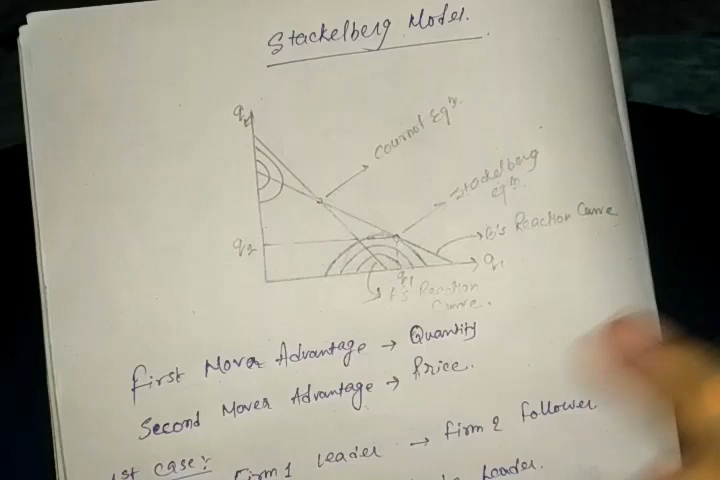 Stackelberg Model.
q2
Cournot Eqm.
Stackelberg
eqm.
q2
B's Reaction Curve
q1
q1
Reaction
Curve.
First Mover Advantage → Quantity
Second Mover Advantage → Price.
1st case: Firm 1 leader → firm 2 follower
Leader.